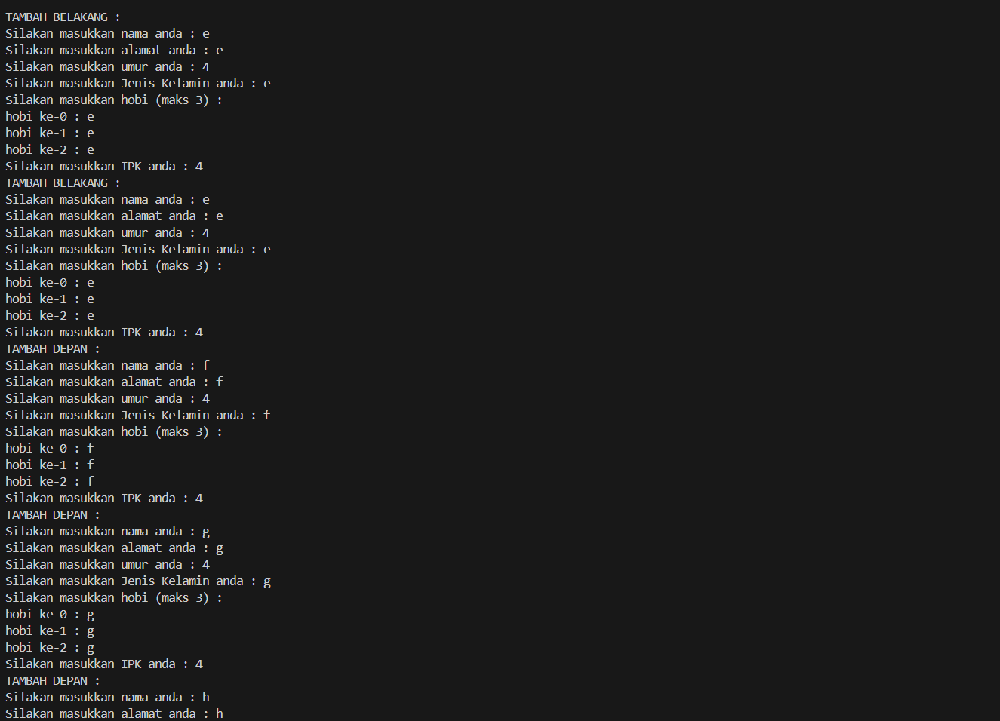 TAMBAH BELAKANG :
Silakan masukkan nama anda : e
Silakan masukkan alamat anda : e
Silakan masukkan umur anda : 4
Silakan masukkan Jenis Kelamin anda : e
Silakan masukkan hobi (maks 3) :
hobi ke-0 : e
hobi ke-1 : e
hobi ke-2 : e
Silakan masukkan IPK anda : 4
TAMBAH BELAKANG :
Silakan masukkan nama anda : e
Silakan masukkan alamat anda : e
Silakan masukkan umur anda : 4
Silakan masukkan Jenis Kelamin anda : e
Silakan masukkan hobi (maks 3) :
hobi ke-0 : e
hobi ke-1 : e
hobi ke-2 : e
Silakan masukkan IPK anda : 4
TAMBAH DEPAN :
Silakan masukkan nama anda : f
Silakan masukkan alamat anda : f
Silakan masukkan umur anda : 4
Silakan masukkan Jenis Kelamin anda : f
Silakan masukkan hobi (maks 3) :
hobi ke-0 : f
hobi ke-1 : f
hobi ke-2 : f
Silakan masukkan IPK anda : 4
TAMBAH DEPAN :
Silakan masukkan nama anda : g
Silakan masukkan alamat anda : g
Silakan masukkan umur anda : 4
Silakan masukkan Jenis Kelamin anda : g
Silakan masukkan hobi (maks 3) :
hobi ke-0 : g
hobi ke-1 : g
hobi ke-2 : g
Silakan masukkan IPK anda : 4
TAMBAH DEPAN :
Silakan masukkan nama anda : h
Silakan masukkan alamat anda : h